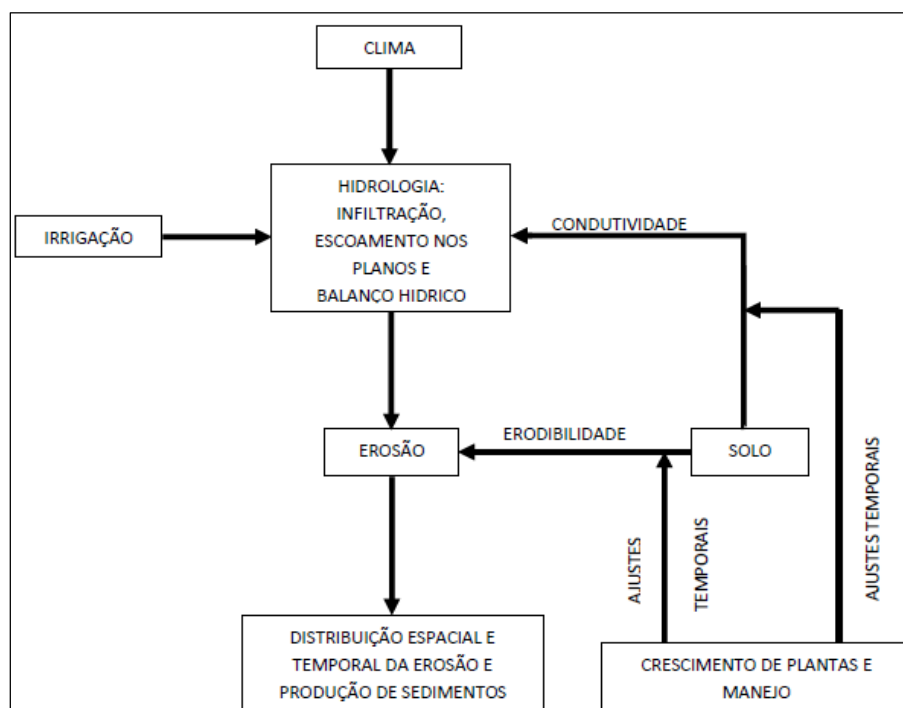 CLIMA
HIDROLOGIA:
INFILTRAÇÃO,
ESCOAMENTO NOS
PLANOS E
BALANÇO HIDRICO
IRRIGAÇÃO
CONDUTIVIDADE
EROSÃO
ERODIBILIDADE
SOLO
AJUSTES
TEMPORAIS
AJUSTES TEMPORAIS
DISTRIBUIÇÃO ESPACIAL E
TEMPORAL DA EROSÃO E
PRODUÇÃO DE SEDIMENTOS
CRESCIMENTO DE PLANTAS E
MANEJO